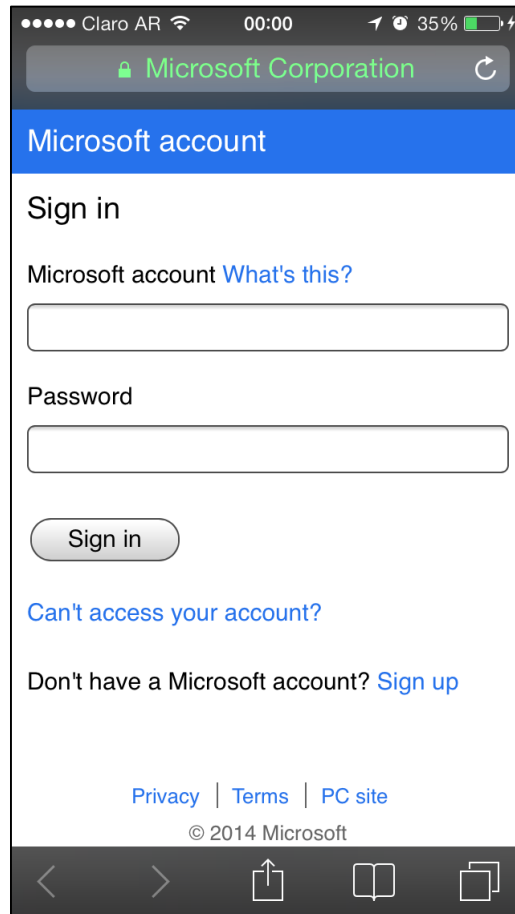 Claro AR 00:00 35%
Microsoft Corporation
Microsoft account
Sign in
Microsoft account What's this?
Password
Sign in
Can't access your account?
Don't have a Microsoft account? Sign up
Privacy | Terms | PC site
© 2014 Microsoft